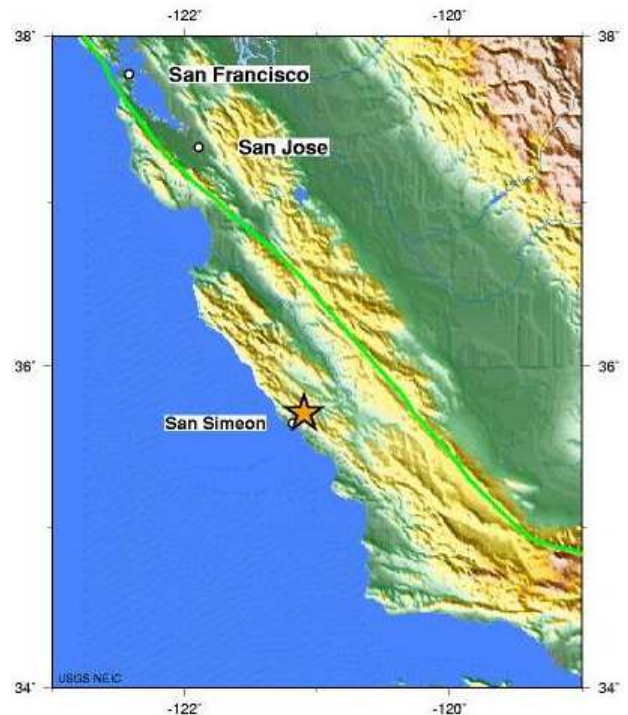 -122° -120°
38° 38°
San Francisco
San Jose
36° 36°
San Simeon
34° 34°
USGS NEIC
-122° -120°